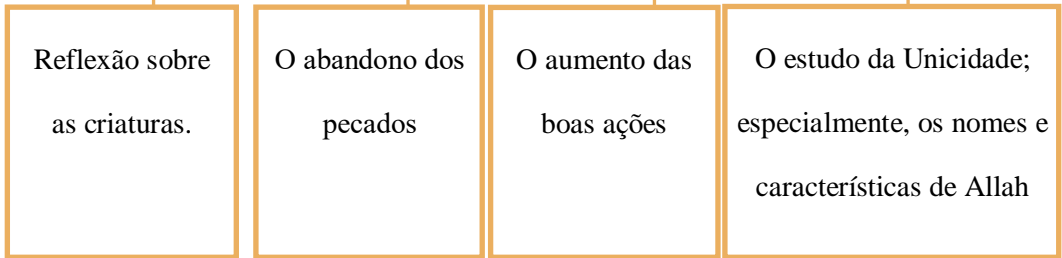 Reflexão sobre
as criaturas.
O abandono dos
pecados
O aumento das
boas ações
O estudo da Unicidade;
especialmente, os nomes e
características de Allah